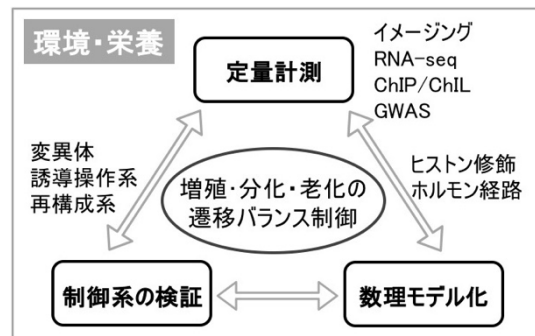 環境・栄養
定量計測
イメージング
RNA-seq
ChIP/ChIL
GWAS
変異体
誘導操作系
再構成系
増殖・分化・老化の
遷移バランス制御
ヒストン修飾
ホルモン経路
制御系の検証
数理モデル化